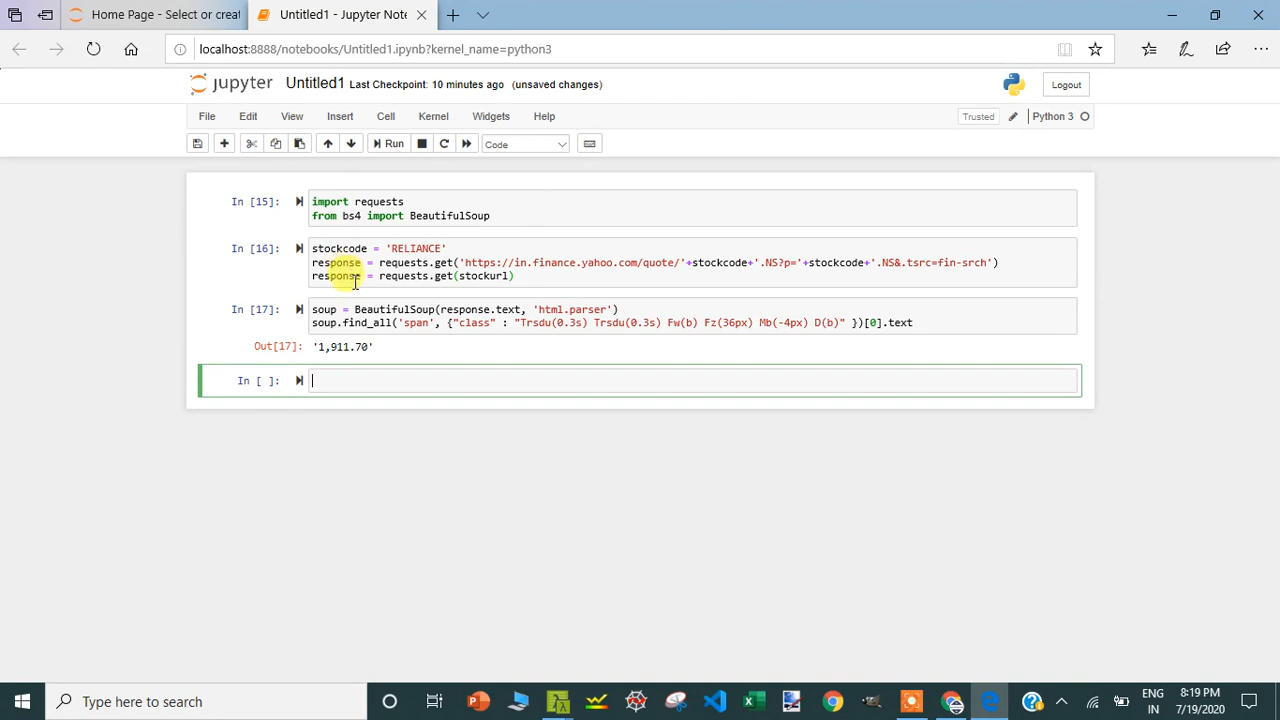 Home Page - Select or creat
Untitled1 - Jupyter Note
localhost:8888/notebooks/Untitled1.ipynb?kernel_name=python3
jupyter Untitled1 Last Checkpoint: 10 minutes ago (unsaved changes)
Logout
File Edit View Insert Cell Kernel Widgets Help
Trusted Python 3
Run Code
In [15]: import requests
from bs4 import BeautifulSoup
In [16]: stockcode = 'RELIANCE'
response = requests.get('https://in.finance.yahoo.com/quote/'+stockcode+'.NS?p='+stockcode+'.NS&.tsrc=fin-srch')
response = requests.get(stockurl)
In [17]: soup = BeautifulSoup(response.text, 'html.parser')
soup.find_all('span', {"class" : "Trsdu(0.3s) Trsdu(0.3s) Fw(b) Fz(36px) Mb(-4px) D(b)" })[0].text
Out[17]: '1,911.70'
In [ ]:
Type here to search
ENG
IN
8:19 PM
7/19/2020